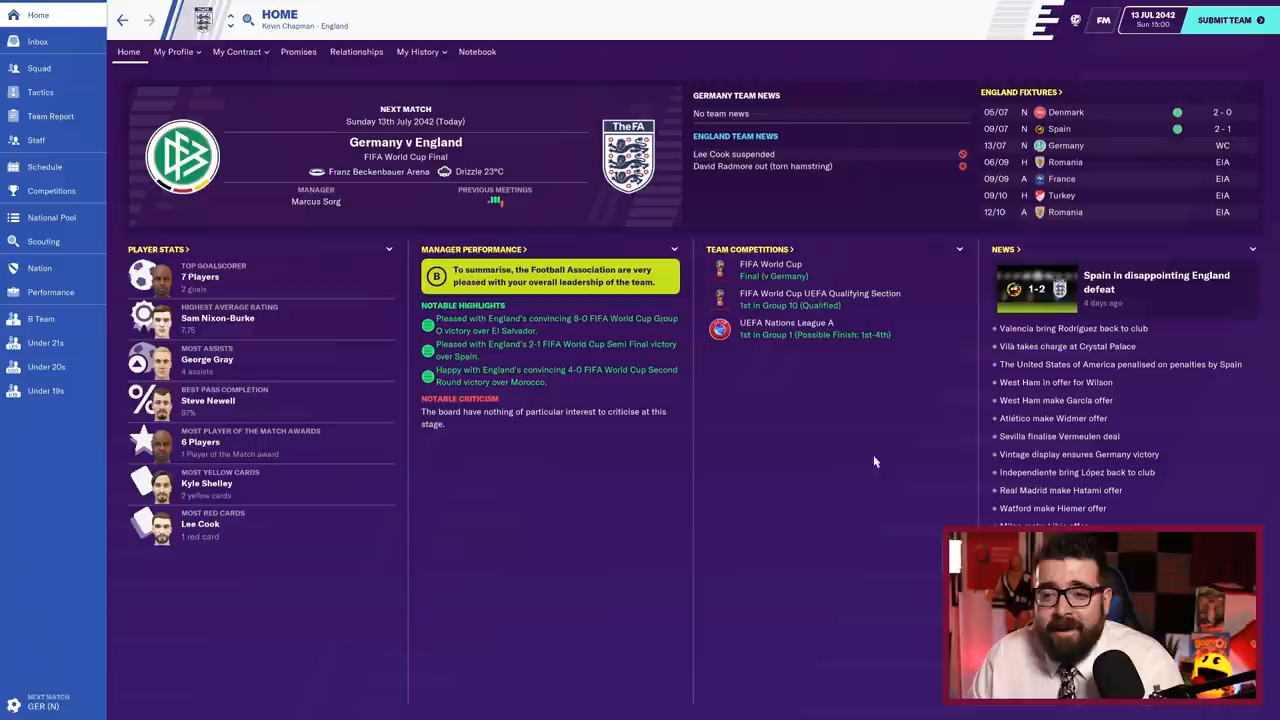 Home
Inbox
Squad
Tactics
Team Report
Staff
Schedule
Competitions
National Pool
Scouting
Nation
Performance
B Team
Under 21s
Under 20s
Under 19s
NEXT MATCH
GER (N)
HOME
Kevin Chapman - England
FM
13 JUL 2042
Sun 15:00
SUBMIT TEAM
Home
My Profile
My Contract
Promises
Relationships
My History
Notebook
NEXT MATCH
Sunday 13th July 2042 (Today)
Germany v England
FIFA World Cup Final
Franz Beckenbauer Arena
Drizzle 23°C
MANAGER
Marcus Sorg
PREVIOUS MEETINGS
TheFA
GERMANY TEAM NEWS
No team news
ENGLAND TEAM NEWS
Lee Cook suspended
David Radmore out (torn hamstring)
ENGLAND FIXTURES >
05/07 N Denmark 2 - 0
09/07 N Spain 2 - 1
13/07 N Germany WC
06/09 H Romania EIA
09/09 A France EIA
09/10 H Turkey EIA
12/10 A Romania EIA
PLAYER STATS >
TOP GOALSCORER
7 Players
2 goals
HIGHEST AVERAGE RATING
Sam Nixon-Burke
7.75
MOST ASSISTS
George Gray
4 assists
BEST PASS COMPLETION
Steve Newell
97%
MOST PLAYER OF THE MATCH AWARDS
6 Players
1 Player of the Match award
MOST YELLOW CARDS
Kyle Shelley
2 yellow cards
MOST RED CARDS
Lee Cook
1 red card
MANAGER PERFORMANCE >
B
To summarise, the Football Association are very
pleased with your overall leadership of the team.
NOTABLE HIGHLIGHTS
Pleased with England's convincing 8-0 FIFA World Cup Group
O victory over El Salvador.
Pleased with England's 2-1 FIFA World Cup Semi Final victory
over Spain.
Happy with England's convincing 4-0 FIFA World Cup Second
Round victory over Morocco.
NOTABLE CRITICISM
The board have nothing of particular interest to criticise at this
stage.
TEAM COMPETITIONS >
FIFA World Cup
Final (v Germany)
FIFA World Cup UEFA Qualifying Section
1st in Group 10 (Qualified)
UEFA Nations League A
1st in Group 1 (Possible Finish: 1st-4th)
NEWS >
1-2
Spain in disappointing England
defeat
4 days ago
Valencia bring Rodríguez back to club
Vilà takes charge at Crystal Palace
The United States of America penalised on penalties by Spain
West Ham in offer for Wilson
West Ham make García offer
Atlético make Widmer offer
Sevilla finalise Vermeulen deal
Vintage display ensures Germany victory
Independiente bring López back to club
Real Madrid make Hatami offer
Watford make Hiemer offer